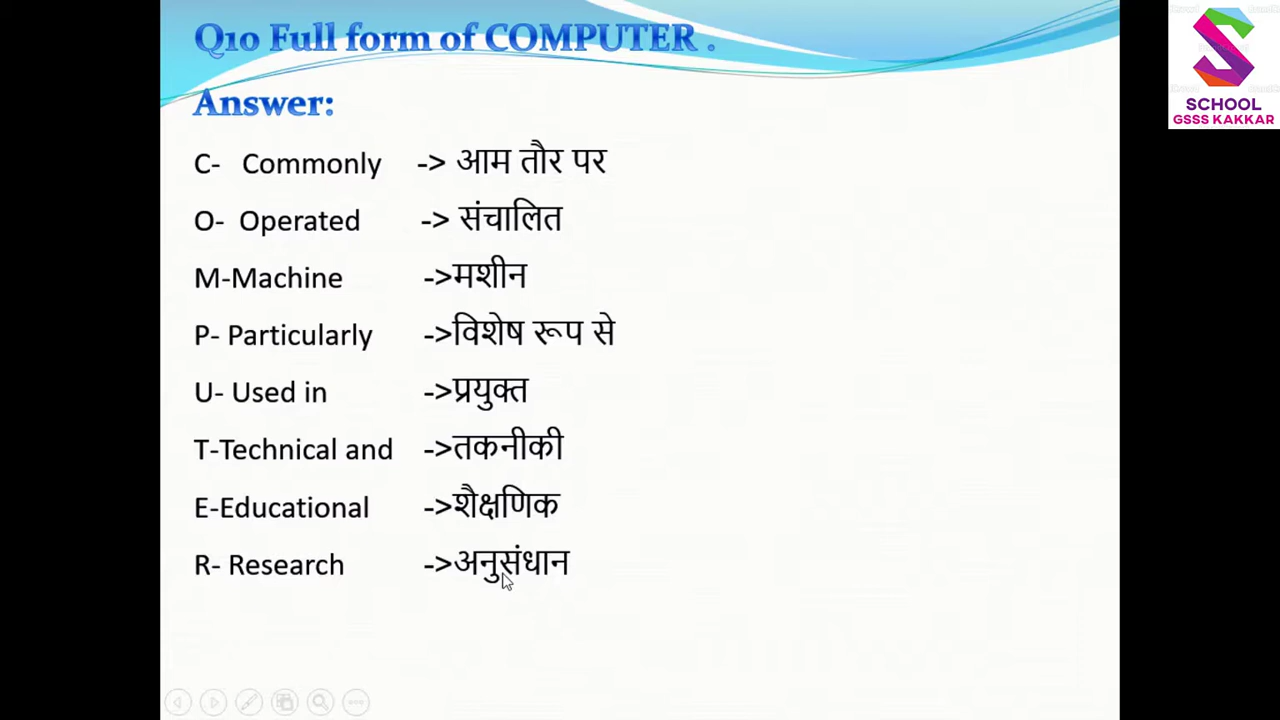 Q10 Full form of COMPUTER .
Answer:
C- Commonly -> आम तौर पर
O- Operated -> संचालित
M-Machine ->मशीन
P- Particularly ->विशेष रूप से
U- Used in ->प्रयुक्त
T-Technical and ->तकनीकी
E-Educational ->शैक्षणिक
R- Research ->अनुसंधान
SCHOOL
GSSS KAKKAR